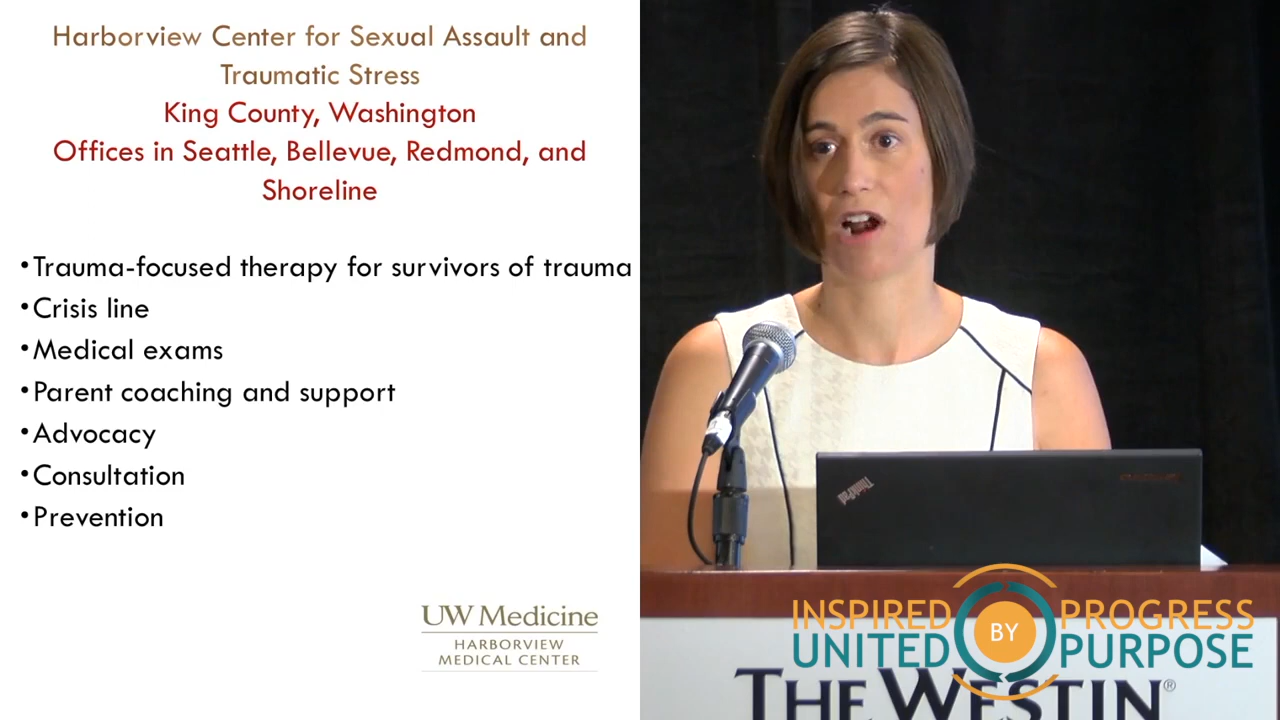 Harborview Center for Sexual Assault and
Traumatic Stress
King County, Washington
Offices in Seattle, Bellevue, Redmond, and
Shoreline
•Trauma-focused therapy for survivors of trauma
•Crisis line
•Medical exams
•Parent coaching and support
•Advocacy
•Consultation
•Prevention
UW Medicine
HARBORVIEW
MEDICAL CENTER
ThinkPad
INSPIRED BY PROGRESS
UNITED PURPOSE
THE WESTIN®